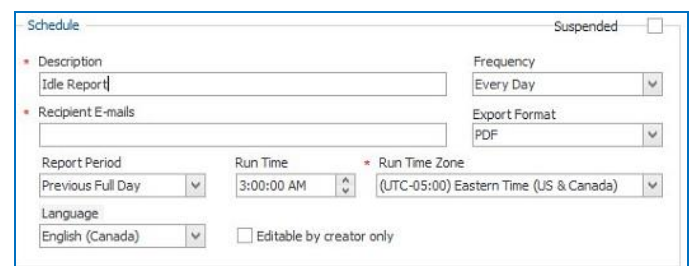 Schedule Suspended
* Description Frequency
Idle Report Every Day
* Recipient E-mails Export Format
PDF
Report Period Run Time * Run Time Zone
Previous Full Day 3:00:00 AM (UTC-05:00) Eastern Time (US & Canada)
Language
English (Canada) Editable by creator only